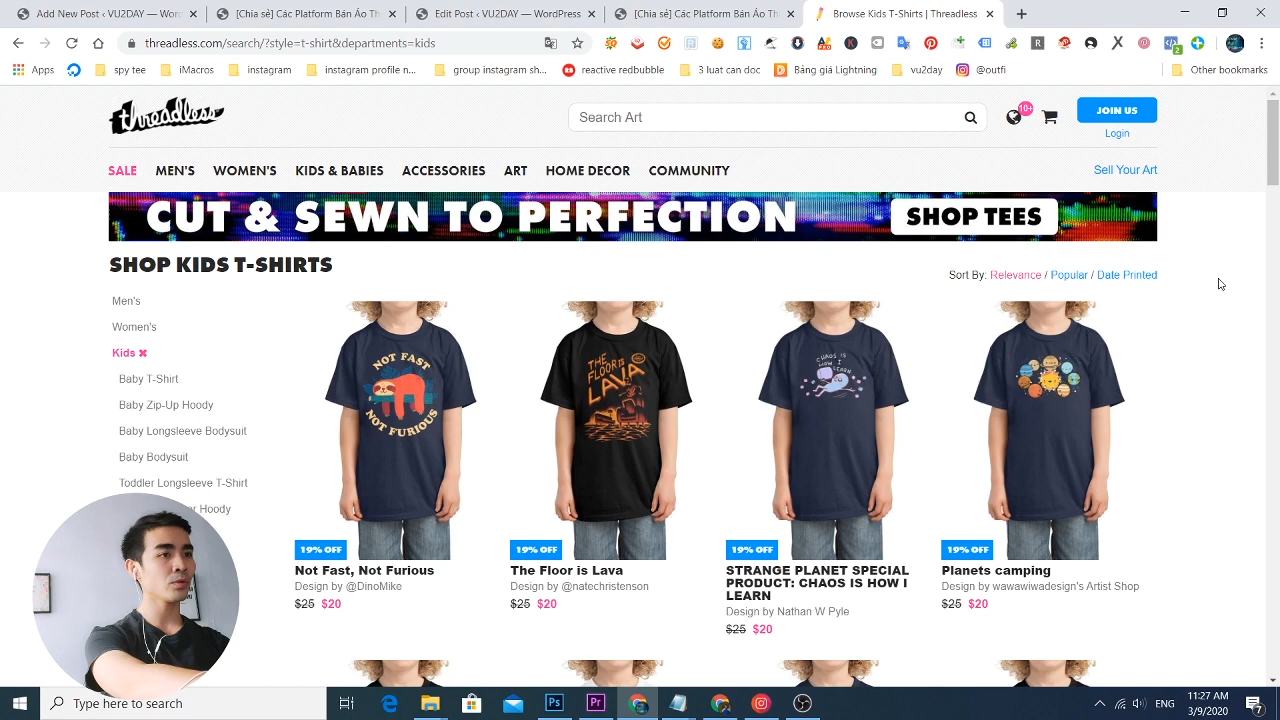 Add New Post ‹ VU2DAY — W
[Chia sẻ] Các Platform Bán Áo Th
Edit Post ‹ VU2DAY — WordPress
[Chia sẻ] Các Platform Bán Áo Th
Browse Kids T-Shirts | Threadless
threadless.com/search/?style=t-shirt&departments=kids
Apps
spy tee
iMacros
instagram
instagram profile n...
group instagram sh...
reactive redbubble
3 luat can doc
Bảng giá Lightning
vu2day
@outfi
Other bookmarks
threadless
Search Art
10+
JOIN US
Login
SALE
MEN'S
WOMEN'S
KIDS & BABIES
ACCESSORIES
ART
HOME DECOR
COMMUNITY
Sell Your Art
CUT & SEWN TO PERFECTION
SHOP TEES
SHOP KIDS T-SHIRTS
Sort By: Relevance / Popular / Date Printed
Men's
Women's
Kids ✖
Baby T-Shirt
Baby Zip-Up Hoody
Baby Longsleeve Bodysuit
Baby Bodysuit
Toddler Longsleeve T-Shirt
Hoody
NOT FAST
NOT FURIOUS
THE
FLOOR IS
LAVA
CHAOS IS
HOW I
LEARN
19% OFF
Not Fast, Not Furious
Design by @DinoMike
$25 $20
19% OFF
The Floor is Lava
Design by @natechristenson
$25 $20
19% OFF
STRANGE PLANET SPECIAL
PRODUCT: CHAOS IS HOW I
LEARN
Design by Nathan W Pyle
$25 $20
19% OFF
Planets camping
Design by wawawiwadesign's Artist Shop
$25 $20
Type here to search
ENG
11:27 AM
3/9/2020